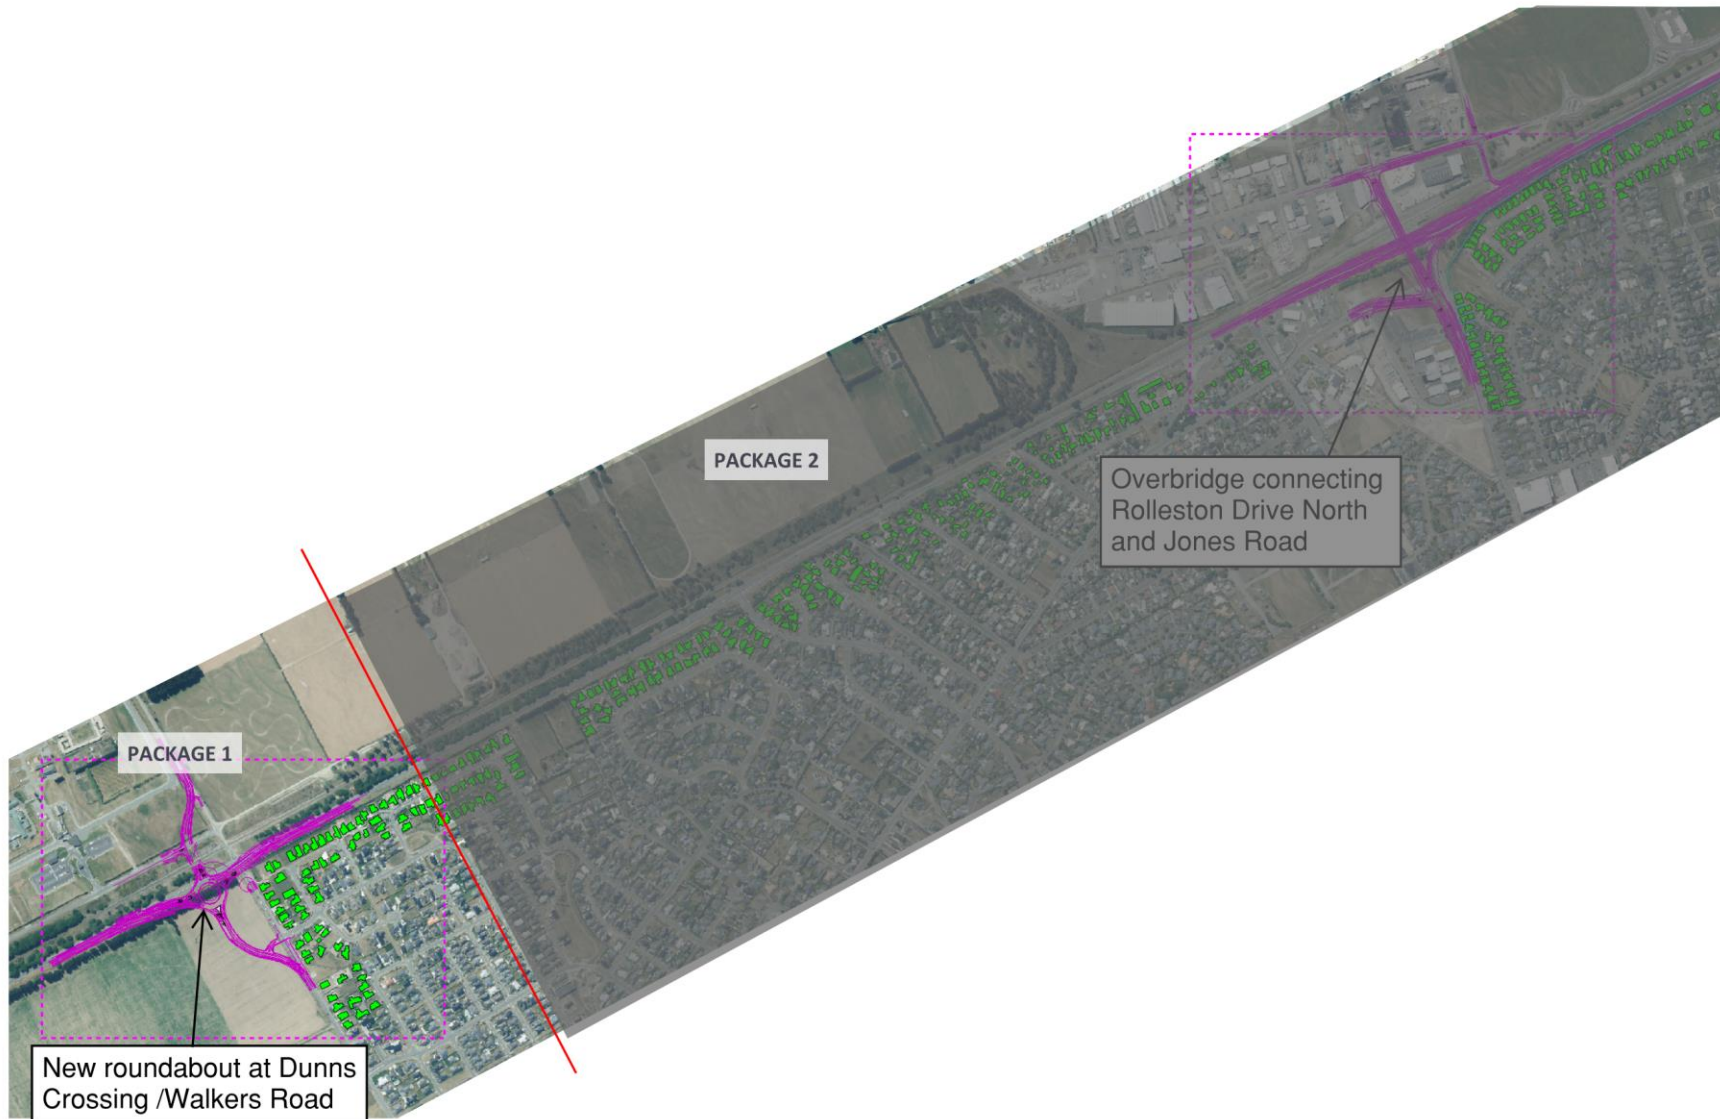 PACKAGE 2
Overbridge connecting
Rolleston Drive North
and Jones Road
PACKAGE 1
New roundabout at Dunns
Crossing /Walkers Road